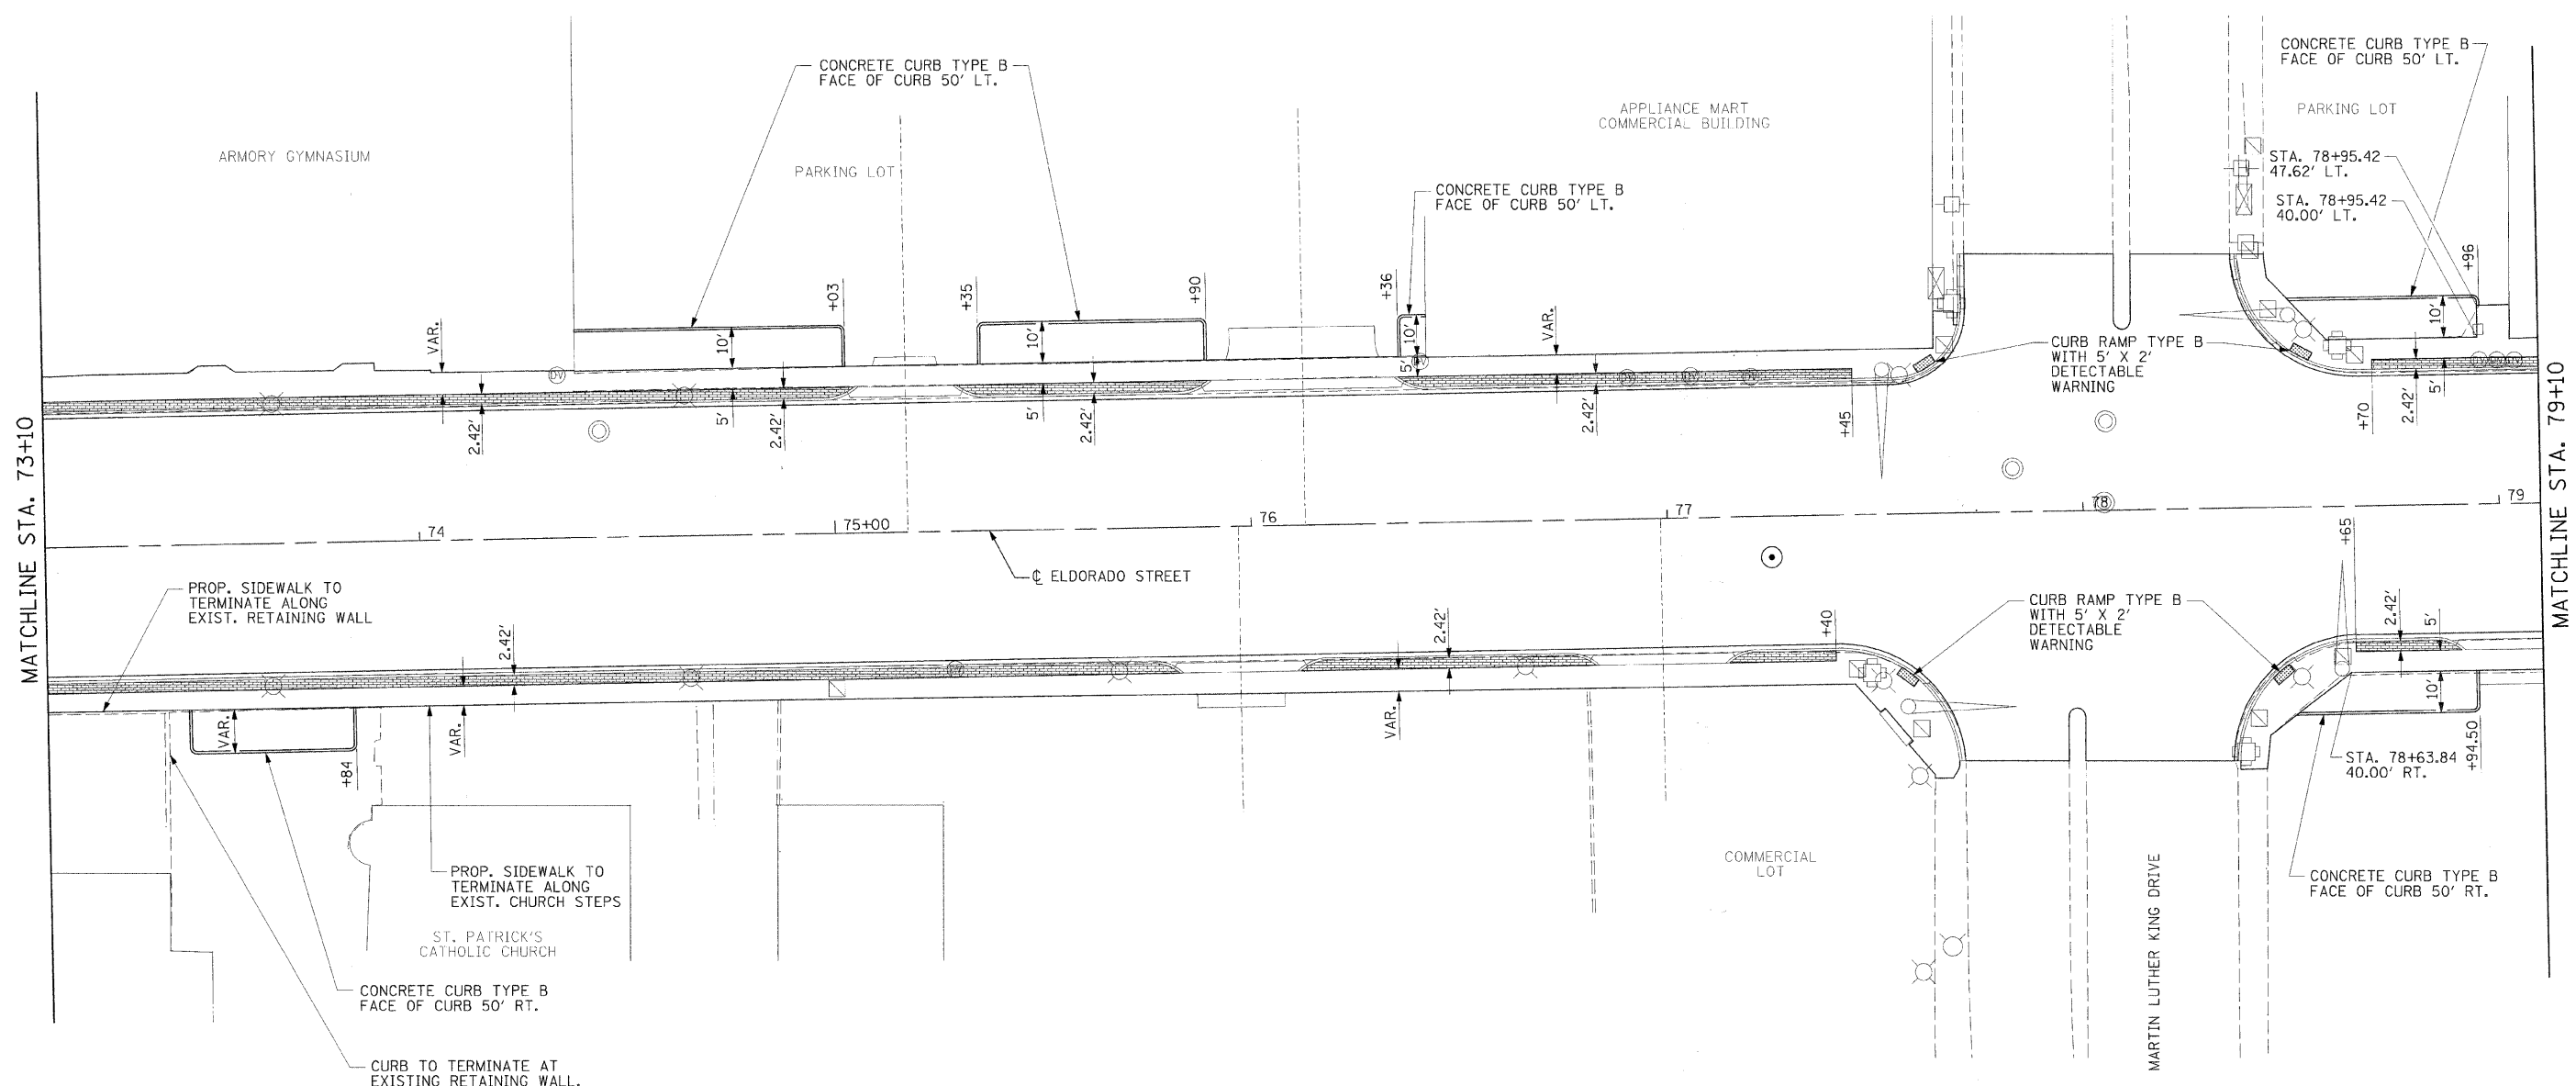 CONCRETE CURB TYPE B
FACE OF CURB 50' LT.
CONCRETE CURB TYPE B
FACE OF CURB 50' LT.
APPLIANCE MART
COMMERCIAL BUILDING
PARKING LOT
ARMORY GYMNASIUM
PARKING LOT
STA. 78+95.42
47.62' LT.
STA. 78+95.42
40.00' LT.
CONCRETE CURB TYPE B
FACE OF CURB 50' LT.
+03
+35
+90
+36
+96
VAR.
10'
10'
10'
5'
VAR.
10'
CURB RAMP TYPE B
WITH 5' X 2'
DETECTABLE
WARNING
DV
DV
DV
DV
DV
2.42'
5'
2.42'
5'
2.42'
2.42'
+45
+70
2.42'
5'
MATCHLINE STA. 73+10
MATCHLINE STA. 79+10
74
75+00
76
77
78
79
℄ ELDORADO STREET
PROP. SIDEWALK TO
TERMINATE ALONG
EXIST. RETAINING WALL
2.42'
2.42'
+40
CURB RAMP TYPE B
WITH 5' X 2'
DETECTABLE
WARNING
+65
2.42'
5'
VAR.
VAR.
VAR.
10'
+84
STA. 78+63.84
40.00' RT.
+94.50
PROP. SIDEWALK TO
TERMINATE ALONG
EXIST. CHURCH STEPS
ST. PATRICK'S
CATHOLIC CHURCH
COMMERCIAL
LOT
MARTIN LUTHER KING DRIVE
CONCRETE CURB TYPE B
FACE OF CURB 50' RT.
CONCRETE CURB TYPE B
FACE OF CURB 50' RT.
CURB TO TERMINATE AT
EXISTING RETAINING WALL.